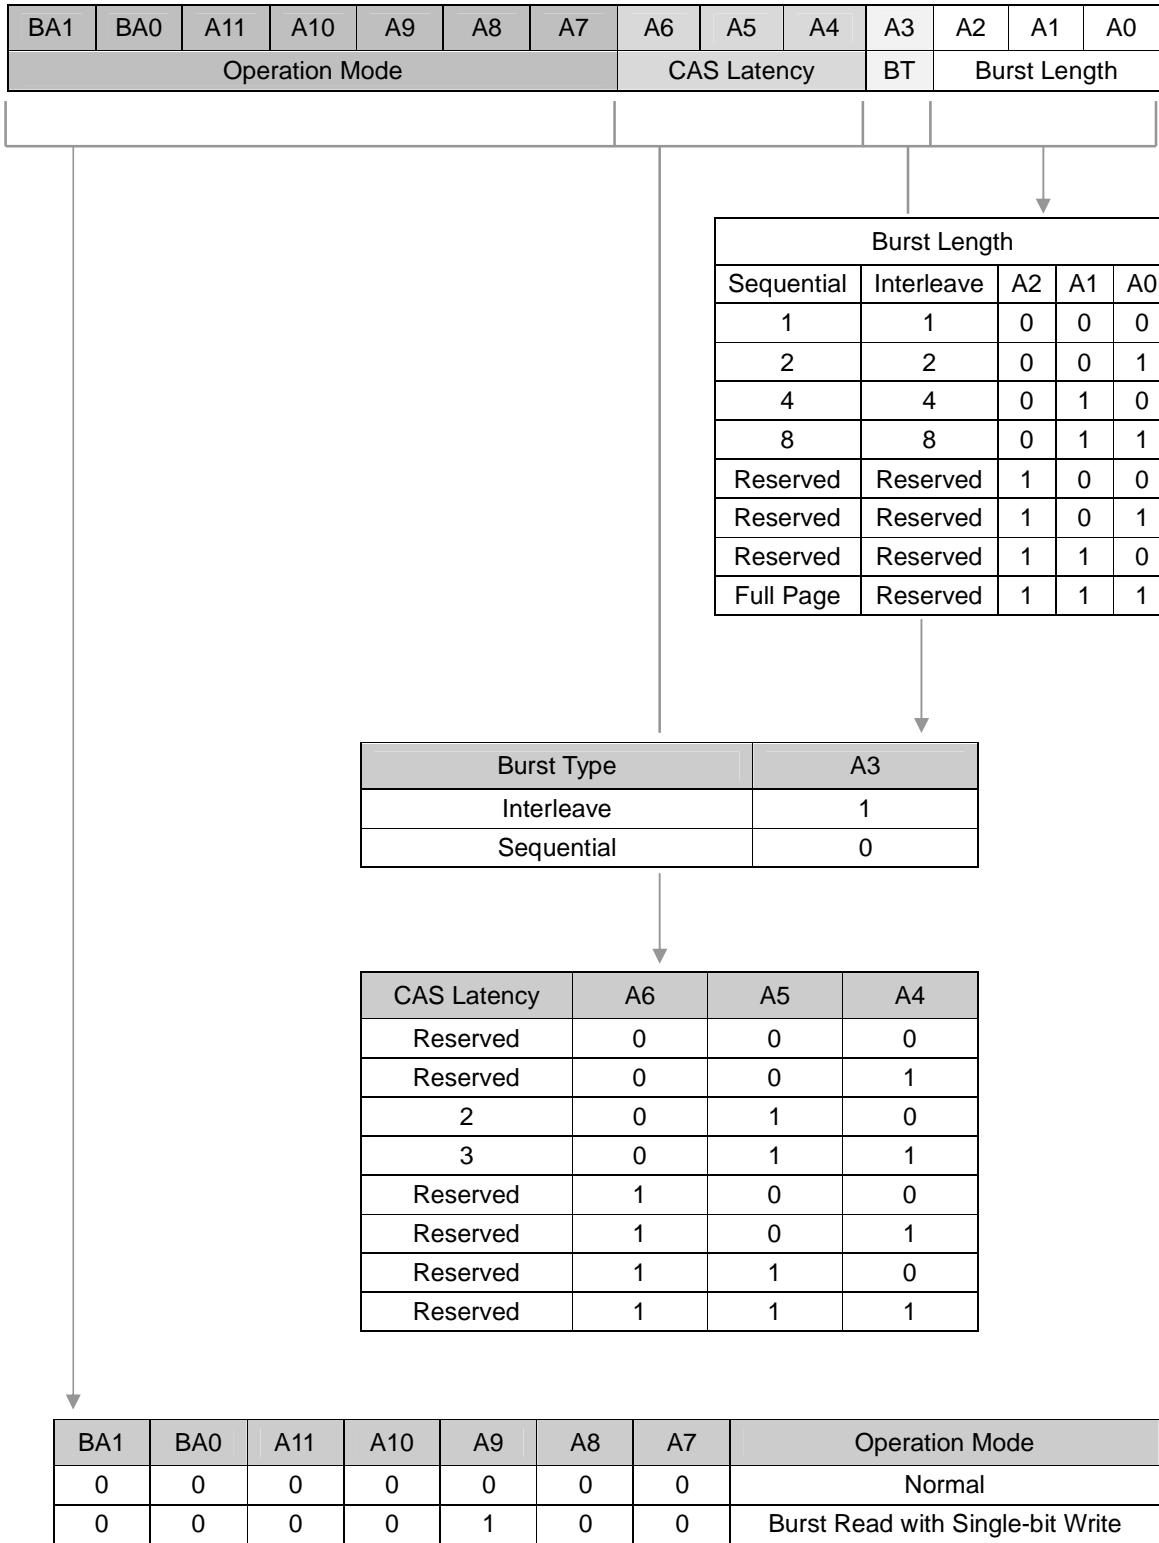 BA1 BA0 A11 A10 A9 A8 A7 A6 A5 A4 A3 A2 A1 A0
Operation Mode CAS Latency BT Burst Length
Burst Length
Sequential Interleave A2 A1 A0
1 1 0 0 0
2 2 0 0 1
4 4 0 1 0
8 8 0 1 1
Reserved Reserved 1 0 0
Reserved Reserved 1 0 1
Reserved Reserved 1 1 0
Full Page Reserved 1 1 1
Burst Type A3
Interleave 1
Sequential 0
CAS Latency A6 A5 A4
Reserved 0 0 0
Reserved 0 0 1
2 0 1 0
3 0 1 1
Reserved 1 0 0
Reserved 1 0 1
Reserved 1 1 0
Reserved 1 1 1
BA1 BA0 A11 A10 A9 A8 A7 Operation Mode
0 0 0 0 0 0 0 Normal
0 0 0 0 1 0 0 Burst Read with Single-bit Write